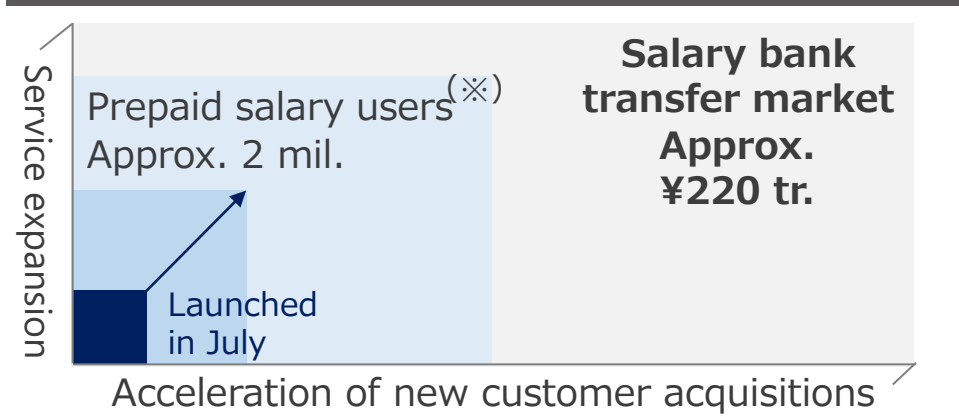 Service expansion
Prepaid salary users(※)
Approx. 2 mil.
Salary bank
transfer market
Approx.
¥220 tr.
Launched
in July
Acceleration of new customer acquisitions